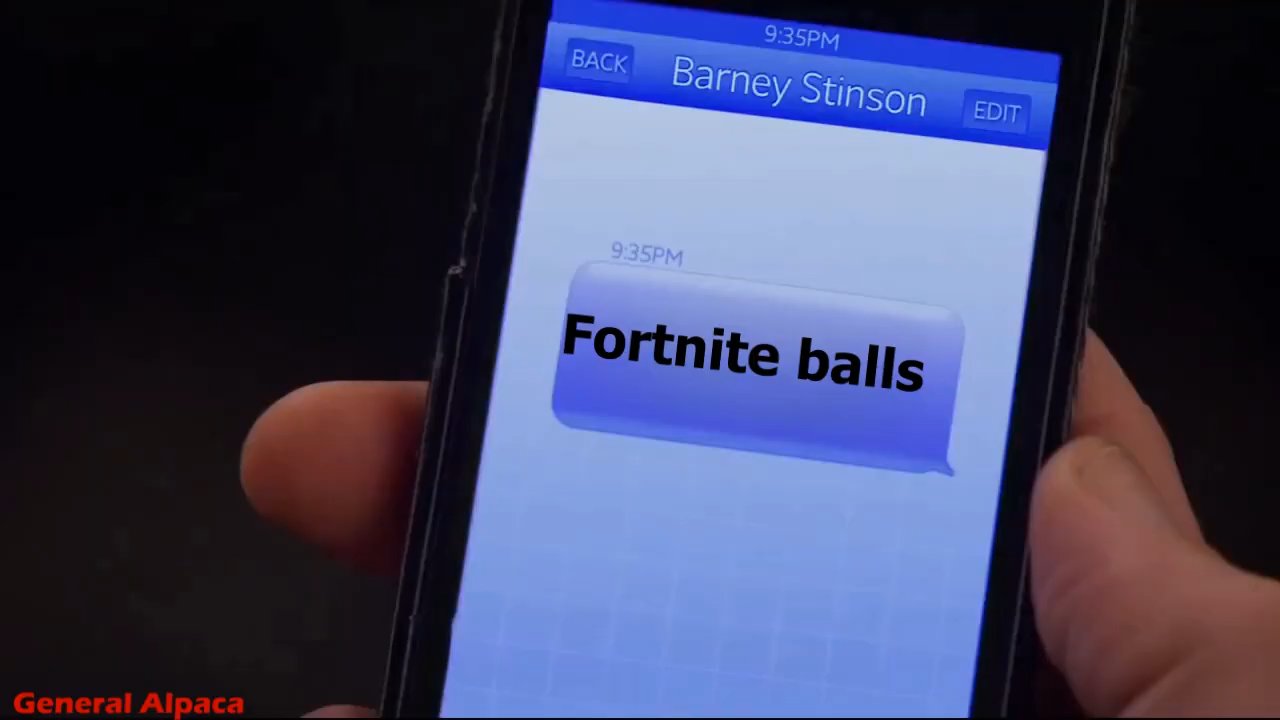 9:35PM
BACK
Barney Stinson
EDIT
9:35PM
Fortnite balls
General Alpaca